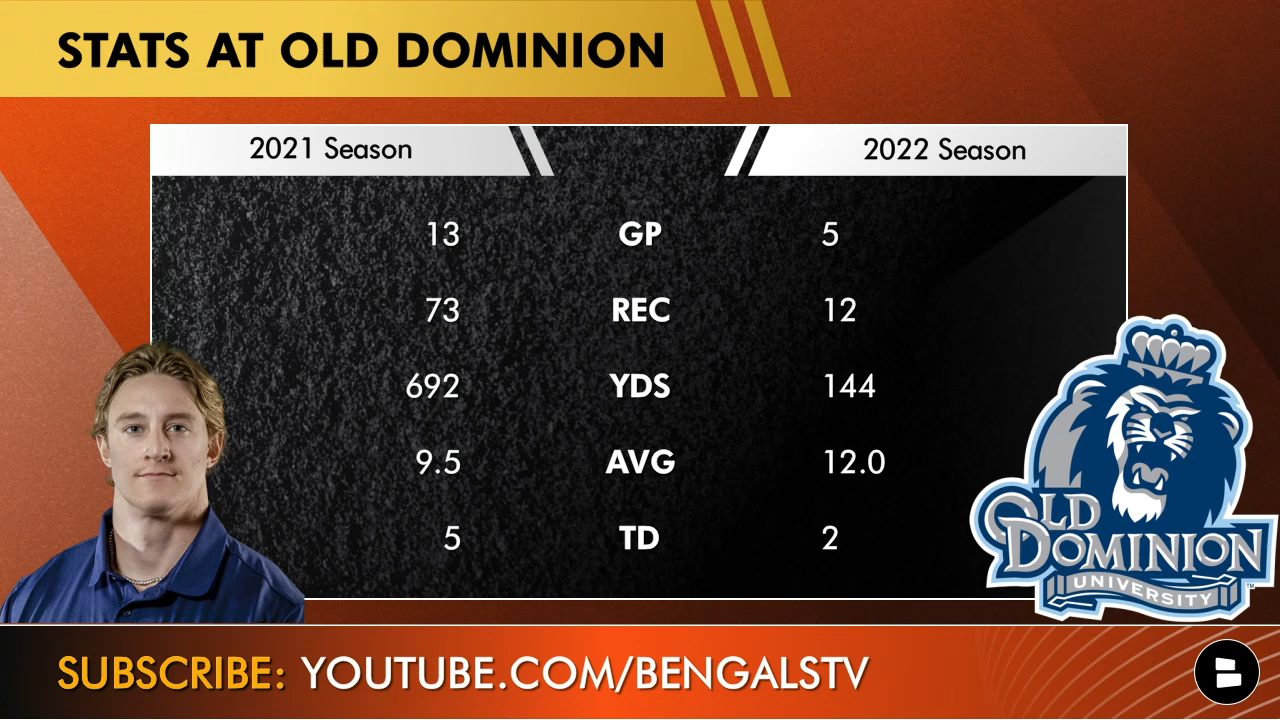 STATS AT OLD DOMINION
2021 Season 2022 Season
13 GP 5
73 REC 12
692 YDS 144
9.5 AVG 12.0
5 TD 2
OLD
DOMINION
UNIVERSITY
TM
SUBSCRIBE: YOUTUBE.COM/BENGALSTV